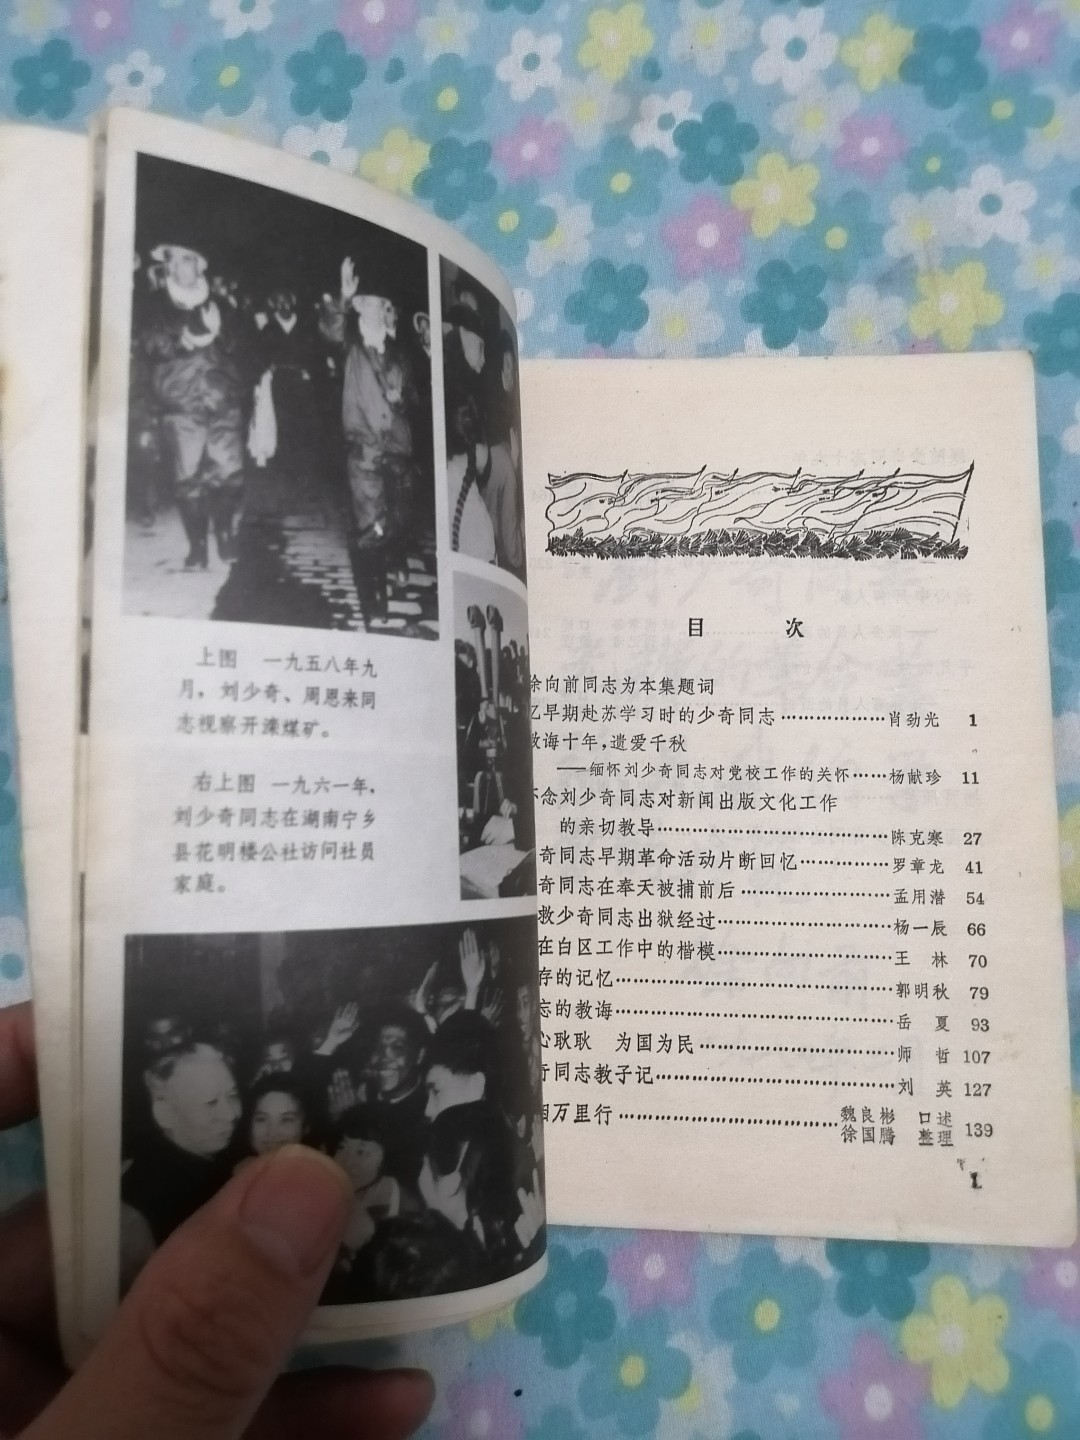 上图　一九五八年九
月，刘少奇、周恩来同
志视察开滦煤矿。
右上图　一九六一年，
刘少奇同志在湖南宁乡
县花明楼公社访问社员
家庭。
目　次
徐向前同志为本集题词
忆早期赴苏学习时的少奇同志………………肖劲光　1
教诲十年，遗爱千秋
——缅怀刘少奇同志对党校工作的关怀……杨献珍　11
怀念刘少奇同志对新闻出版文化工作
的亲切教导………………………………陈克寒　27
奇同志早期革命活动片断回忆……………罗章龙　41
奇同志在奉天被捕前后……………………孟用潜　54
救少奇同志出狱经过………………………杨一辰　66
在白区工作中的楷模………………………王　林　70
存的记忆……………………………………郭明秋　79
忘的教诲……………………………………岳　夏　93
心耿耿　为国为民…………………………师　哲　107
奇同志教子记………………………………刘　英　127
万里行………………………………魏良彬　口述
徐国腾　整理　139
1